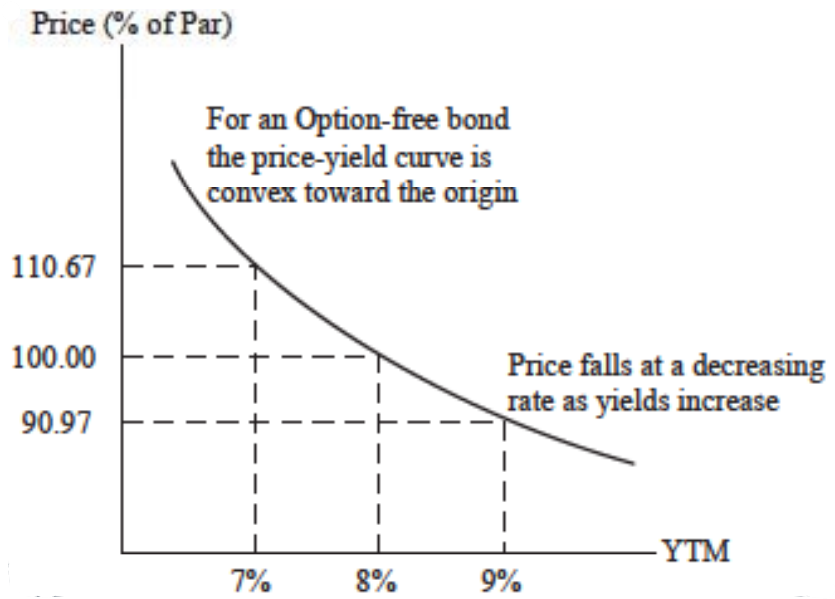 Price (% of Par)
For an Option-free bond
the price-yield curve is
convex toward the origin
110.67
100.00
90.97
Price falls at a decreasing
rate as yields increase
YTM
7%
8%
9%